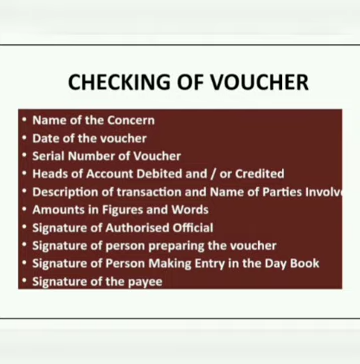 CHECKING OF VOUCHER
• Name of the Concern
• Date of the voucher
• Serial Number of Voucher
• Heads of Account Debited and / or Credited
• Description of transaction and Name of Parties Involv
• Amounts in Figures and Words
• Signature of Authorised Official
• Signature of person preparing the voucher
• Signature of Person Making Entry in the Day Book
• Signature of the payee